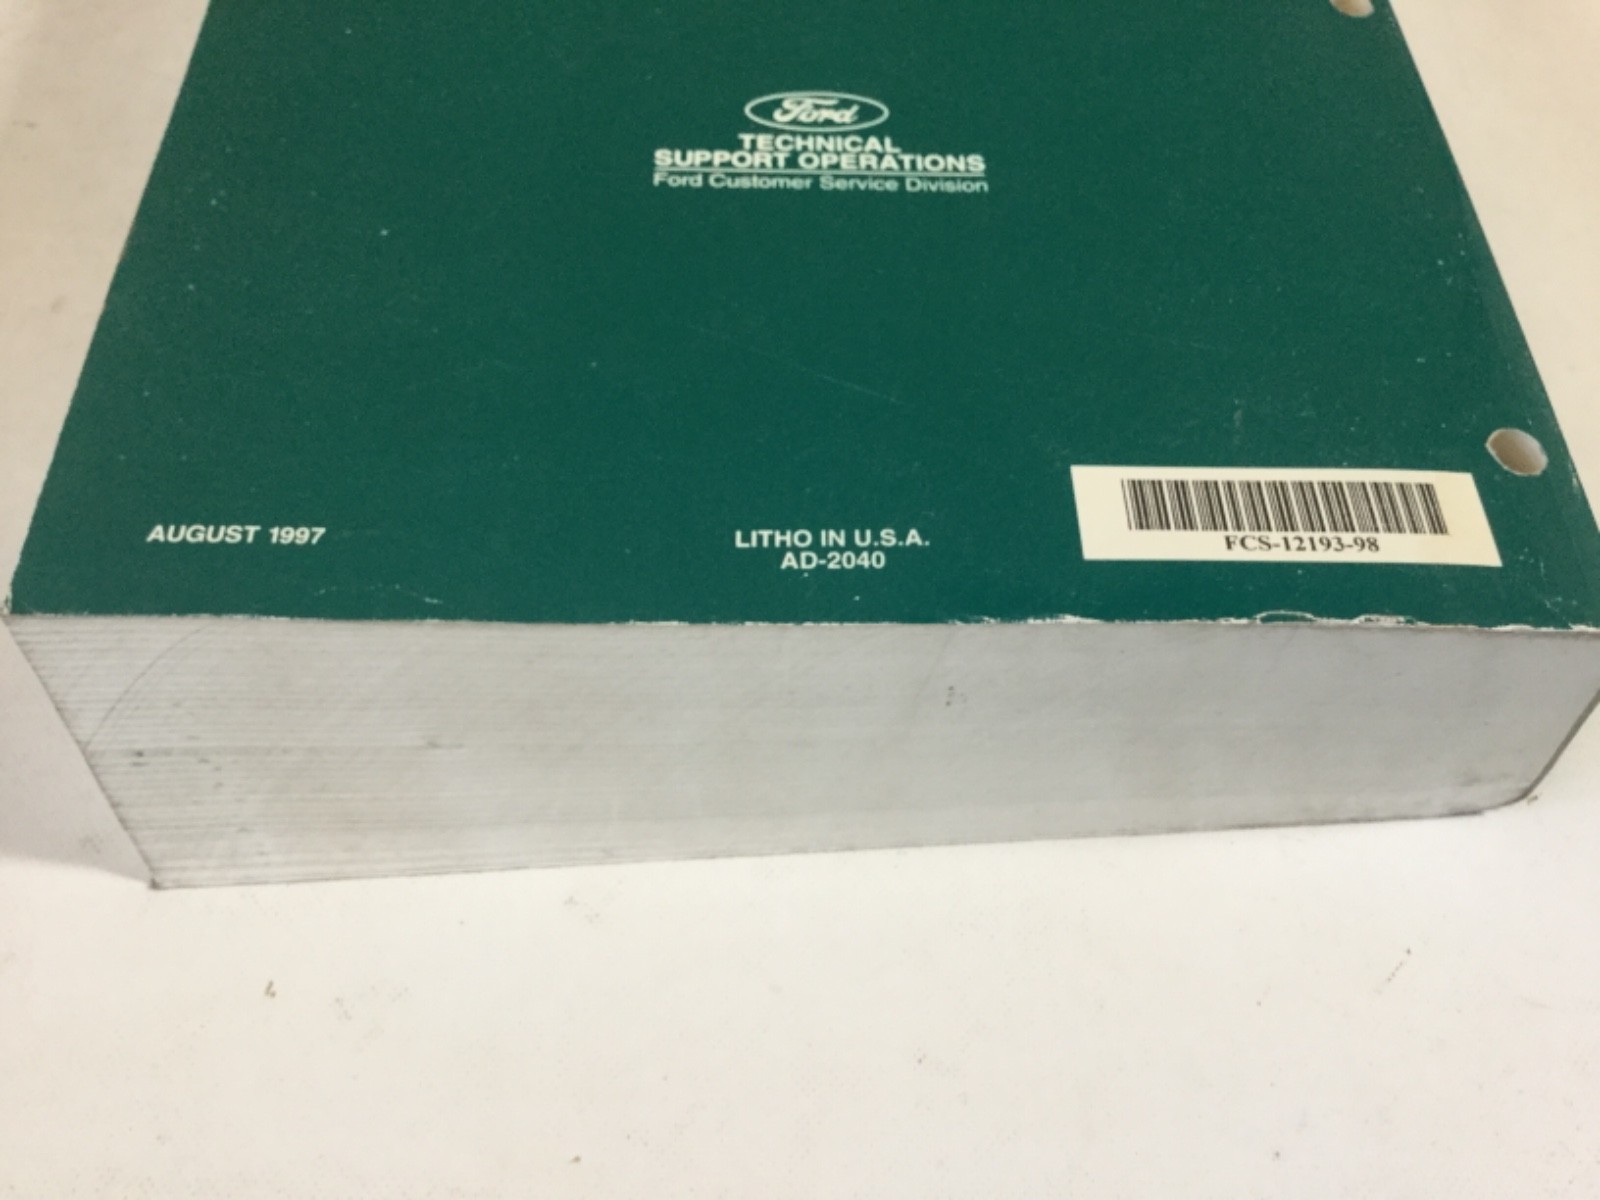 Ford
TECHNICAL
SUPPORT OPERATIONS
Ford Customer Service Division
AUGUST 1997
LITHO IN U.S.A.
AD-2040
FCS-12193-98